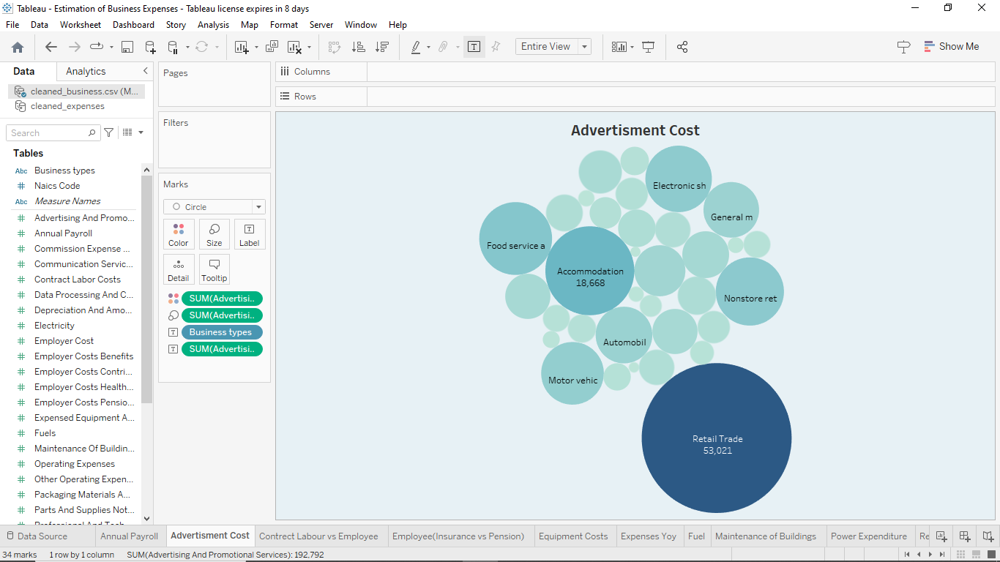 Tableau - Estimation of Business Expenses - Tableau license expires in 8 days
File Data Worksheet Dashboard Story Analysis Map Format Server Window Help
Entire View
Show Me
Data Analytics
cleaned_business.csv (M...
cleaned_expenses
Search
Tables
Abc Business types
# Naics Code
Abc Measure Names
# Advertising And Promo...
# Annual Payroll
# Commission Expense ...
# Communication Servic...
# Contract Labor Costs
# Data Processing And C...
# Depreciation And Amo...
# Electricity
# Employer Cost
# Employer Costs Benefits
# Employer Costs Contri...
# Employer Costs Health...
# Employer Costs Pensio...
# Expensed Equipment A...
# Fuels
# Maintenance Of Buildin...
# Operating Expenses
# Other Operating Expen...
# Packaging Materials A...
# Parts And Supplies Not...
Pages
Filters
Marks
Circle
Color Size Label
Detail Tooltip
SUM(Advertisi..
SUM(Advertisi..
Business types
SUM(Advertisi..
Columns
Rows
Advertisment Cost
Electronic sh
General m
Food service a
Accommodation
18,668
Nonstore ret
Automobil
Motor vehic
Retail Trade
53,021
Data Source Annual Payroll Advertisment Cost Contrect Labour vs Employee Employee(Insurance vs Pension) Equipment Costs Expenses Yoy Fuel Maintenance of Buildings Power Expenditure Re
34 marks 1 row by 1 column SUM(Advertising And Promotional Services): 192,792